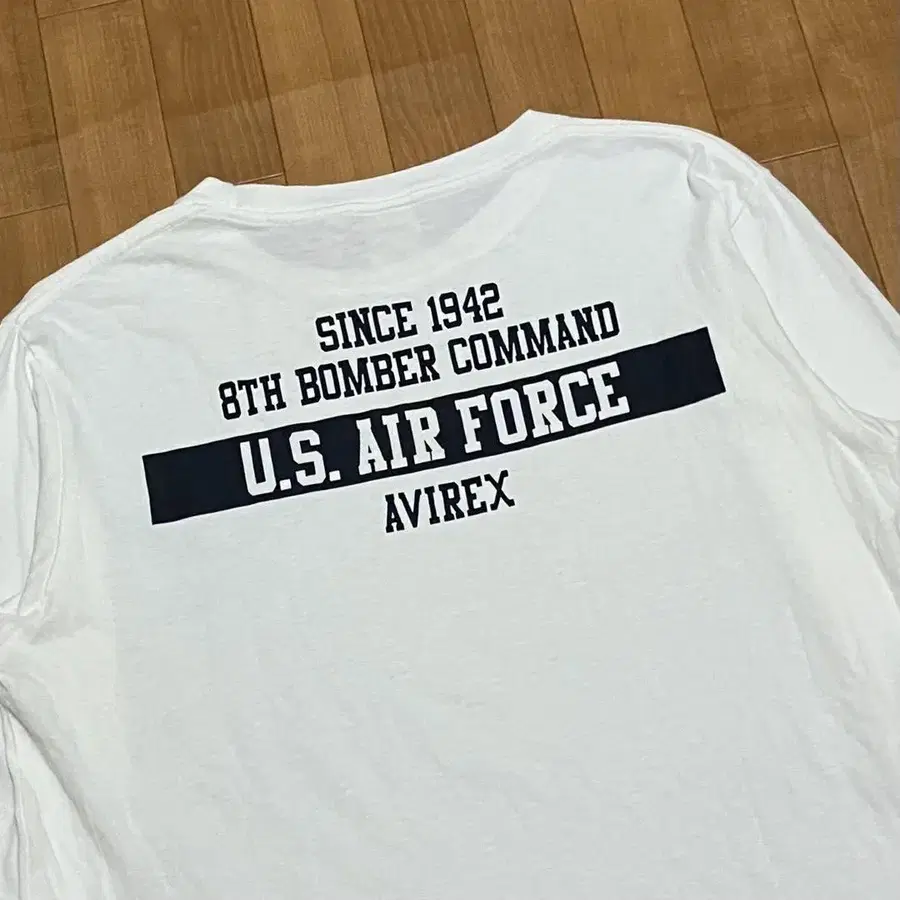 SINCE 1942
8TH BOMBER COMMAND
U.S. AIR FORCE
AVIREX